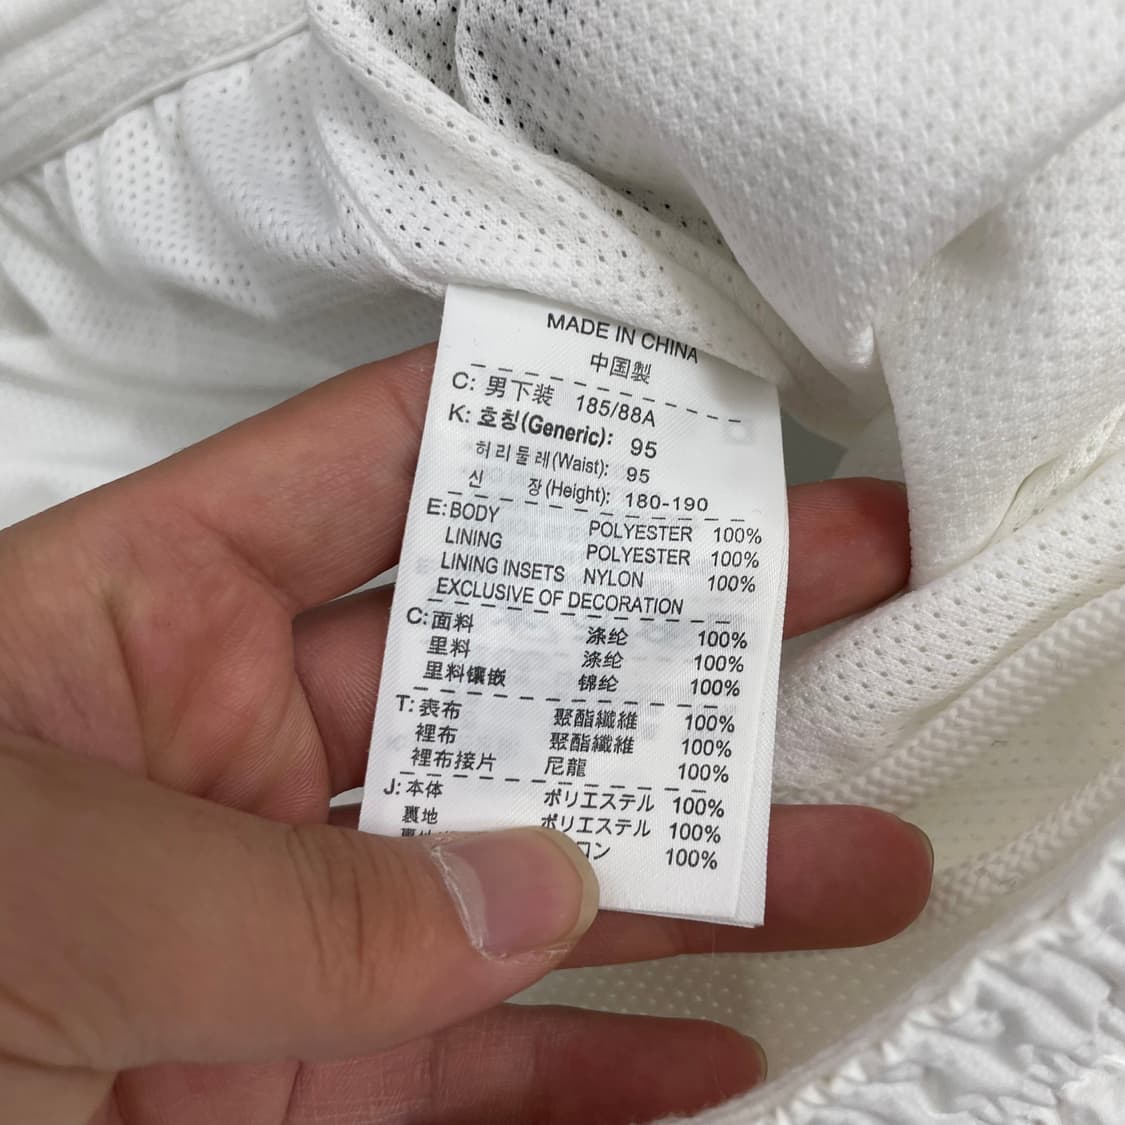 MADE IN CHINA
中国製
C: 男下装 185/88A
K: 호칭(Generic): 95
허리둘레(Waist): 95
신 장(Height): 180-190
E: BODY POLYESTER 100%
LINING POLYESTER 100%
LINING INSETS NYLON 100%
EXCLUSIVE OF DECORATION
C: 面料 涤纶 100%
里料 涤纶 100%
里料镶嵌 锦纶 100%
T: 表布 聚酯纖維 100%
裡布 聚酯纖維 100%
裡布接片 尼龍 100%
J: 本体 ポリエステル 100%
裏地 ポリエステル 100%
裏地 ロン 100%